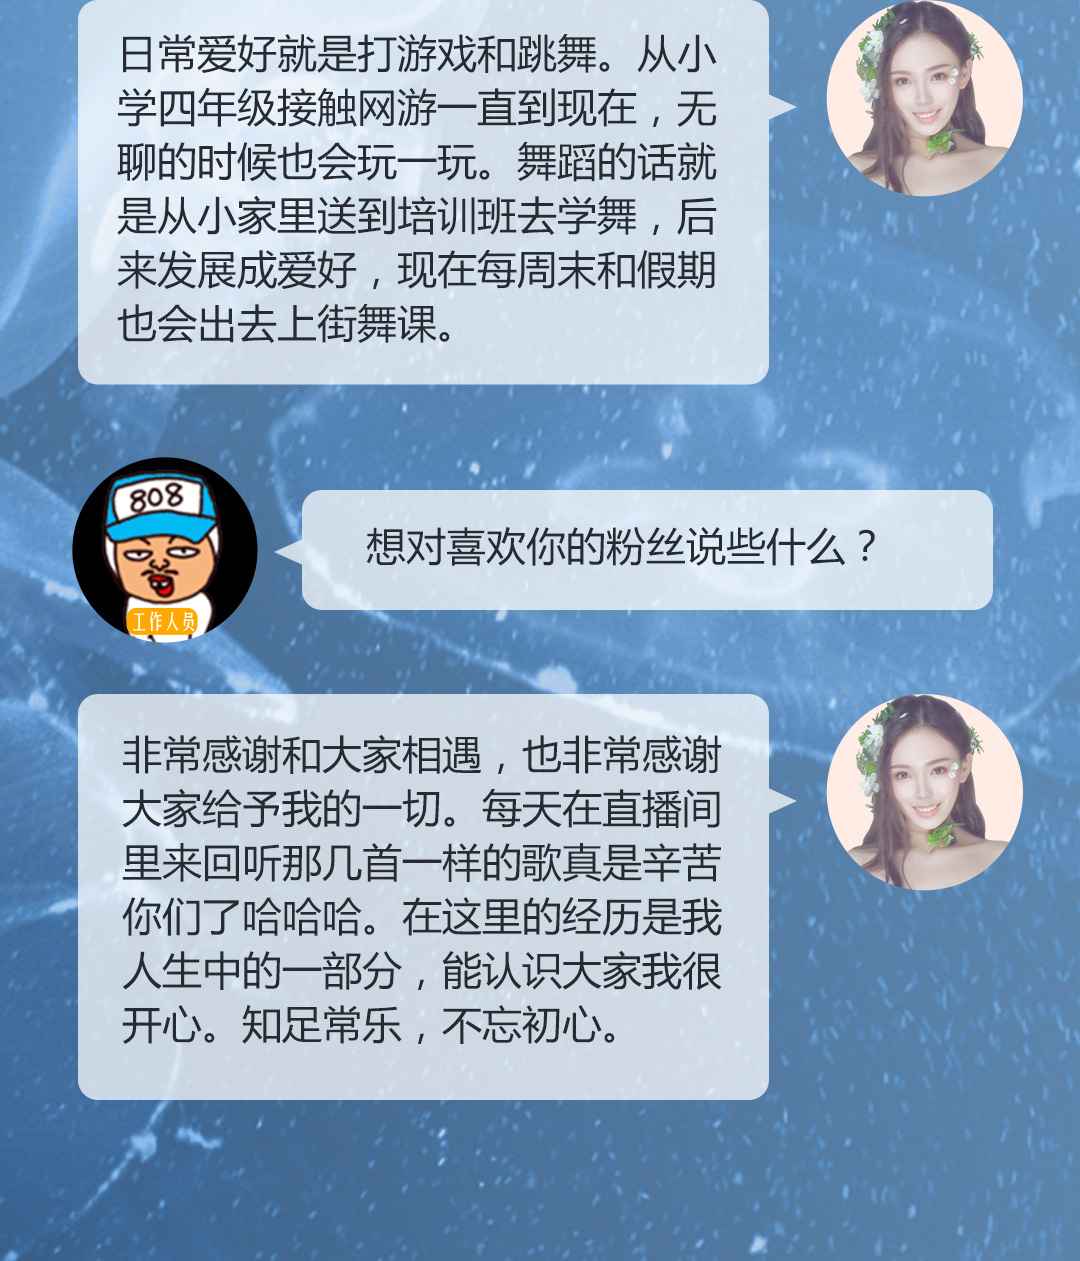 日常爱好就是打游戏和跳舞。从小
学四年级接触网游一直到现在，无
聊的时候也会玩一玩。舞蹈的话就
是从小家里送到培训班去学舞，后
来发展成爱好，现在每周末和假期
也会出去上街舞课。
808
想对喜欢你的粉丝说些什么？
工作人员
非常感谢和大家相遇，也非常感谢
大家给予我的一切。每天在直播间
里来回听那几首一样的歌真是辛苦
你们了哈哈哈。在这里的经历是我
人生中的一部分，能认识大家我很
开心。知足常乐，不忘初心。